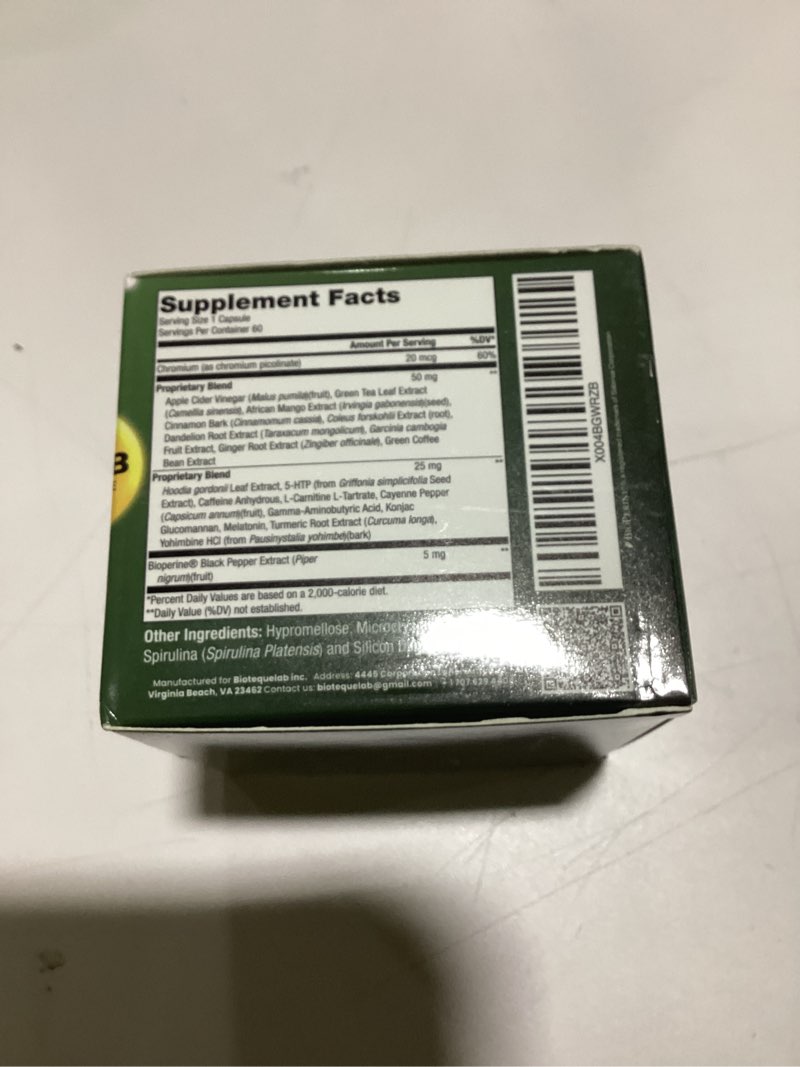 Supplement Facts
Serving Size 1 Capsule
Servings Per Container 60
Amount Per Serving %DV*
Chromium (as chromium picolinate) 20 mcg 60%
Proprietary Blend 50 mg **
Apple Cider Vinegar (Malus pumila)(fruit), Green Tea Leaf Extract
(Camellia sinensis), African Mango Extract (Irvingia gabonensis)(seed),
Cinnamon Bark (Cinnamomum cassia), Coleus forskohlii Extract (root),
Dandelion Root Extract (Taraxacum mongolicum), Garcinia cambogia
Fruit Extract, Ginger Root Extract (Zingiber officinale), Green Coffee
Bean Extract
Proprietary Blend 25 mg **
Hoodia gordonii Leaf Extract, 5-HTP (from Griffonia simplicifolia Seed
Extract), Caffeine Anhydrous, L-Carnitine L-Tartrate, Cayenne Pepper
(Capsicum annum)(fruit), Gamma-Aminobutyric Acid, Konjac
Glucomannan, Melatonin, Turmeric Root Extract (Curcuma longa),
Yohimbine HCl (from Pausinystalia yohimbe)(bark)
Bioperine® Black Pepper Extract (Piper 5 mg **
nigrum)(fruit)
*Percent Daily Values are based on a 2,000-calorie diet.
**Daily Value (%DV) not established.
Other Ingredients: Hypromellose,
Spirulina (Spirulina Platensis) and Silicon
Manufactured for Biotequelab inc. Address: 4445
Virginia Beach, VA 23462 Contact us: biotequelab@gmail.com
X004BGWRZB